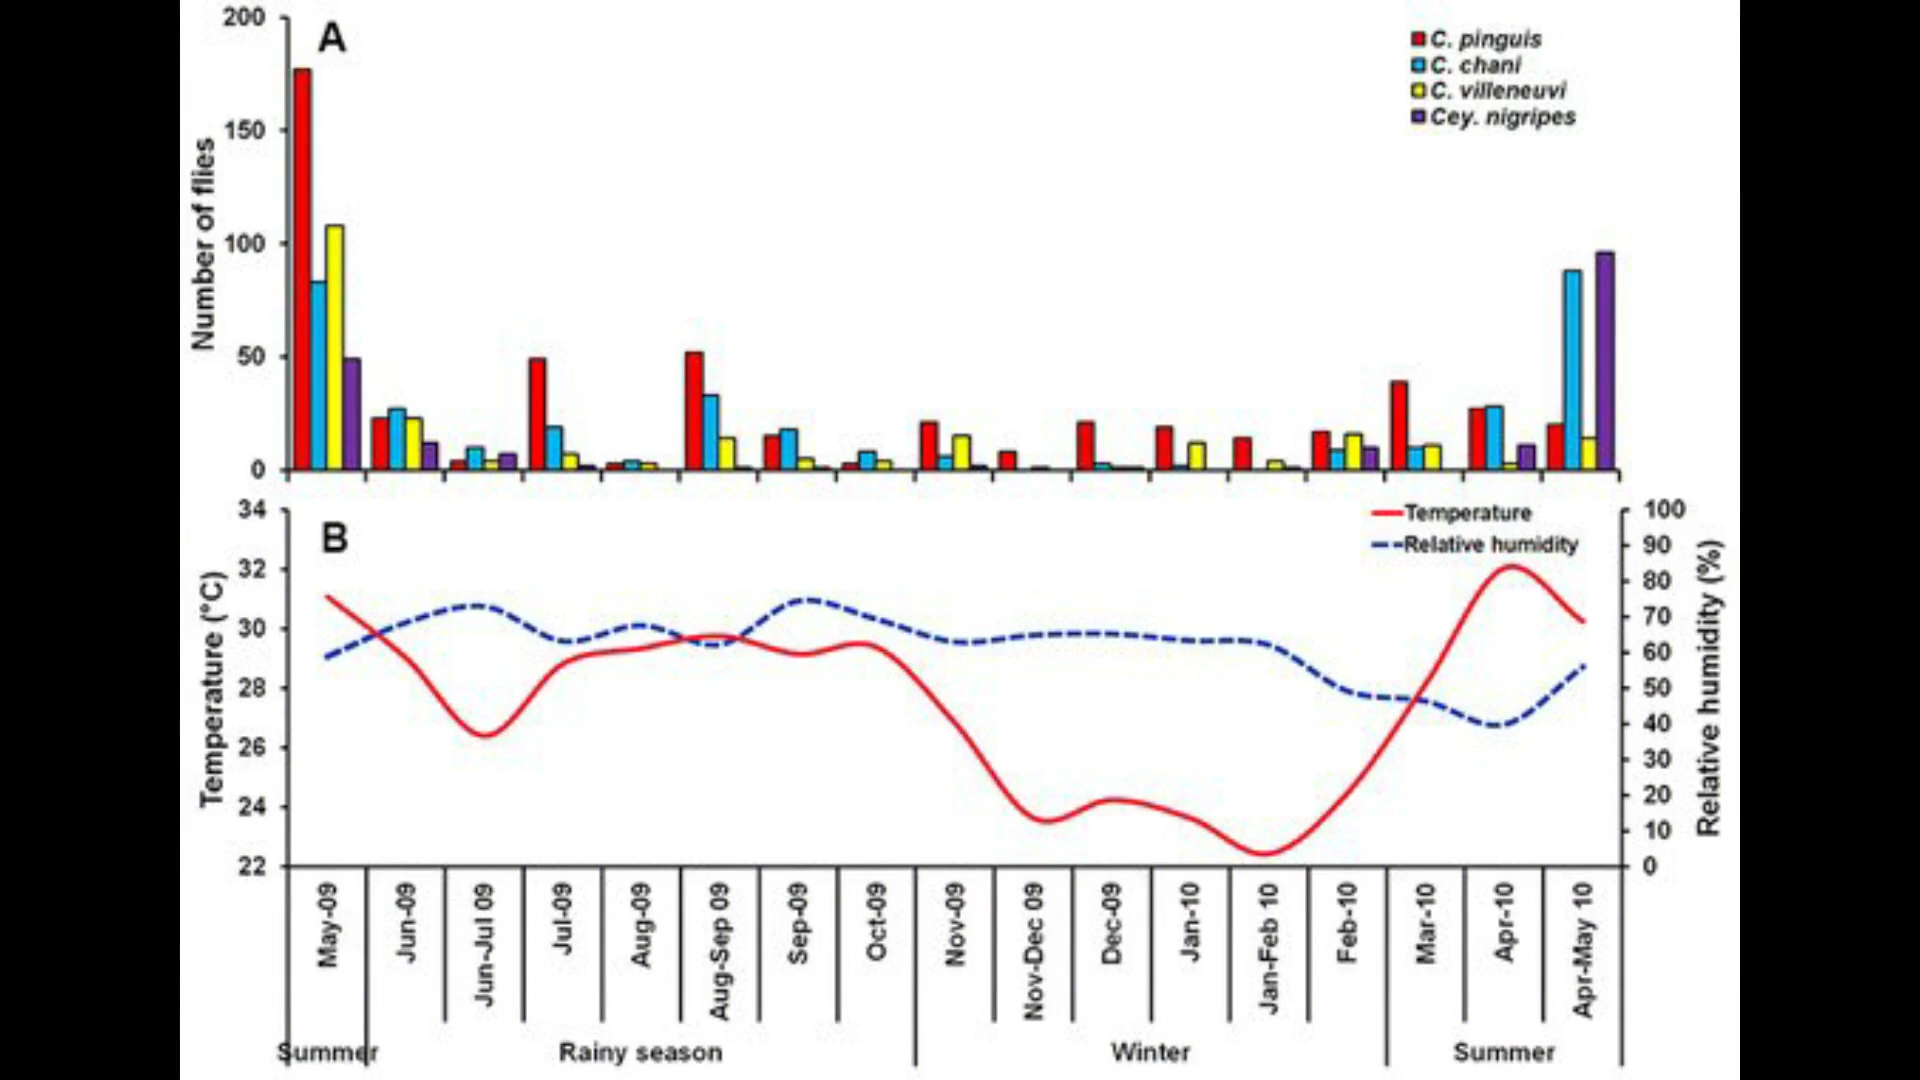 A
C. pinguis
C. chani
C. villeneuvi
Cey. nigripes
Number of flies
200
150
100
50
0
B
Temperature
Relative humidity
Temperature (°C)
34
32
30
28
26
24
22
Relative humidity (%)
100
90
80
70
60
50
40
30
20
10
0
May-09
Jun-09
Jun-Jul 09
Jul-09
Aug-09
Aug-Sep 09
Sep-09
Oct-09
Nov-09
Nov-Dec 09
Dec-09
Jan-10
Jan-Feb 10
Feb-10
Mar-10
Apr-10
Apr-May 10
Summer
Rainy season
Winter
Summer